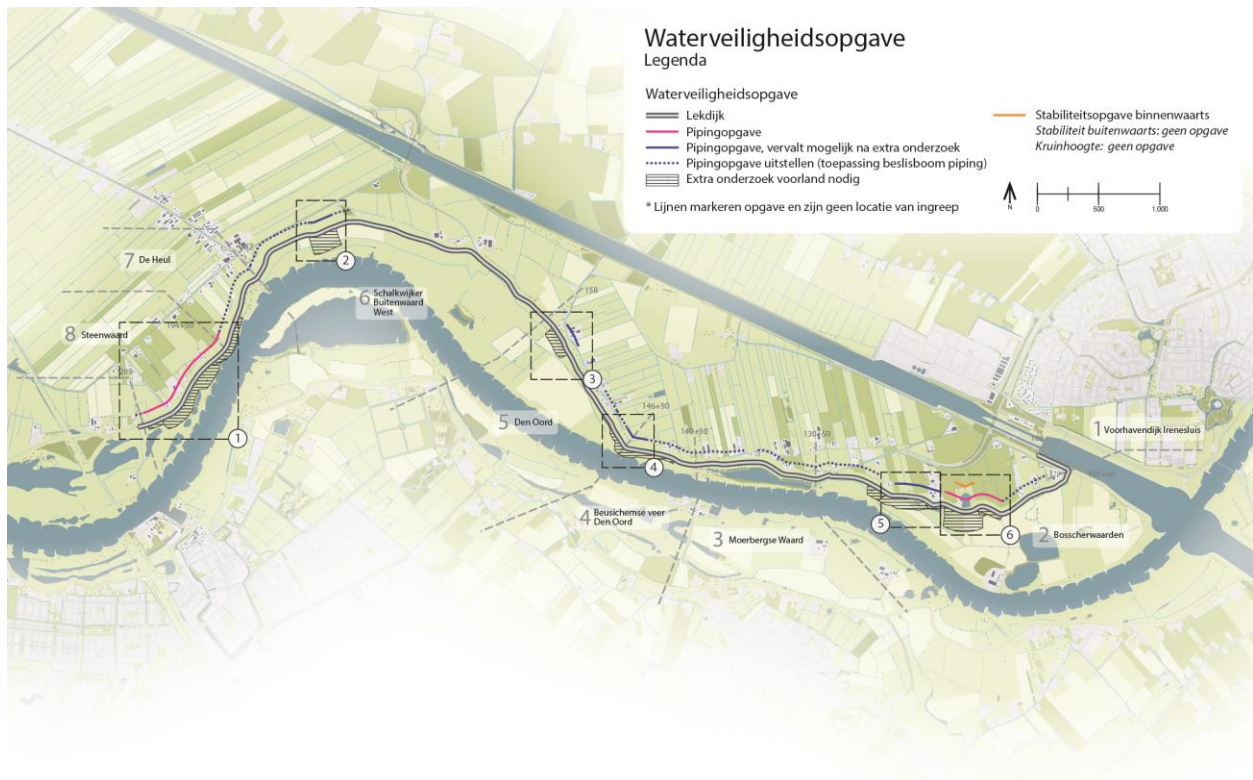 Waterveiligheidsopgave
Legenda
Waterveiligheidsopgave
Lekdijk
Pipingopgave
Pipingopgave, vervalt mogelijk na extra onderzoek
Pipingopgave uitstellen (toepassing beslisboom piping)
Extra onderzoek voorland nodig
* Lijnen markeren opgave en zijn geen locatie van ingreep
Stabiliteitsopgave binnenwaarts
Stabiliteit buitenwaarts: geen opgave
Kruinhoogte: geen opgave
N
0 500 1.000
7 De Heul
2
6 Schalkwijker
Buitenwaard
West
158
8 Steenwaard
194+50
203
3
1
146+50
5 Den Oord
140+50
130+50
1 Voorhavendijk Irenesluis
4
4 Beusichemse veer
Den Oord
3 Moerbergse Waard
5
6
2 Bosscherwaarden